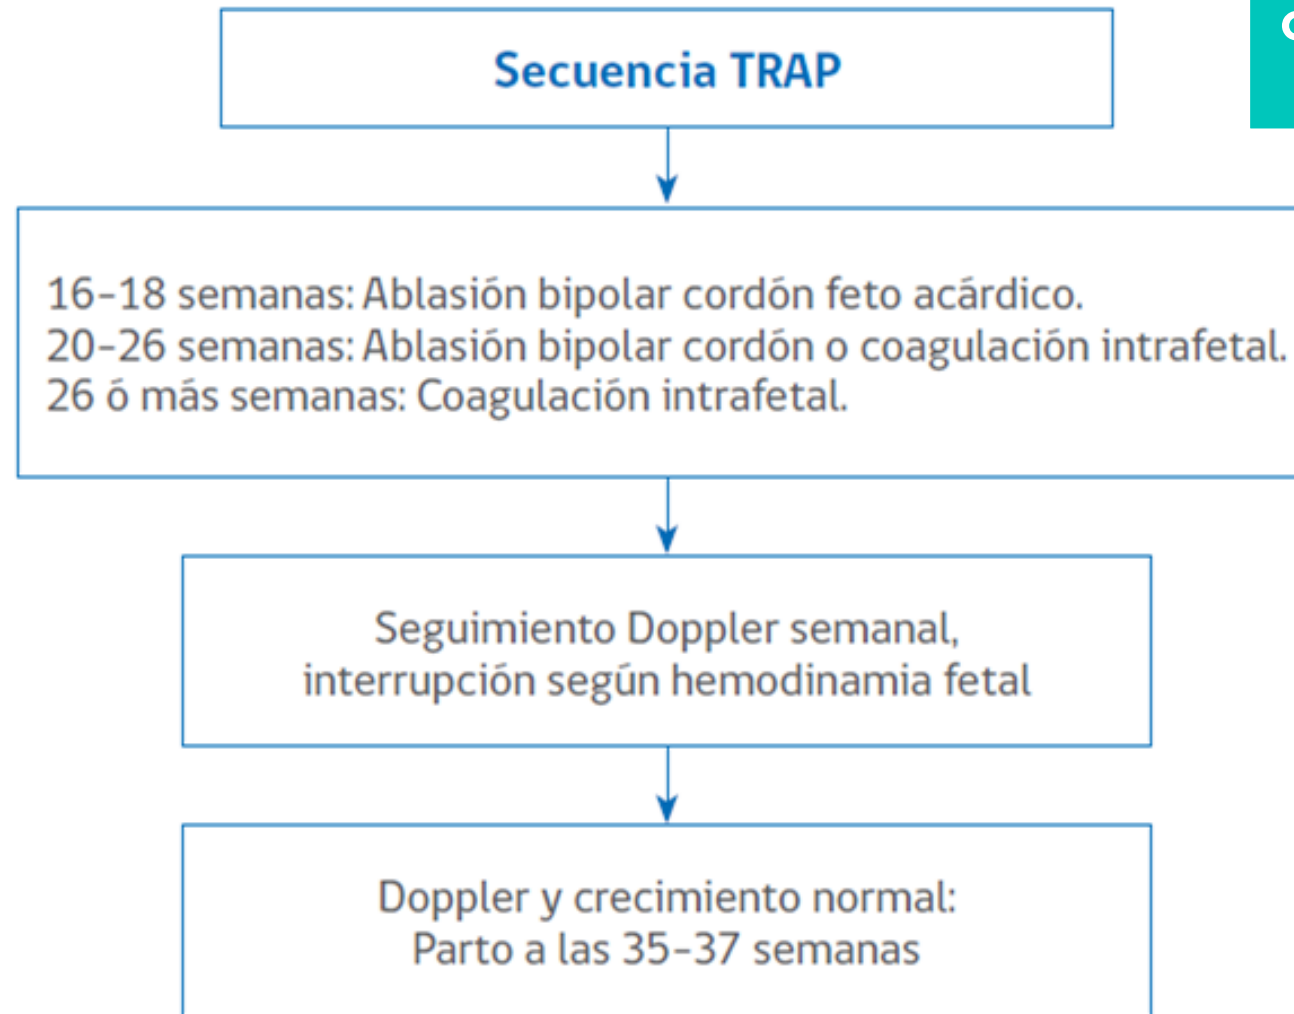 Secuencia TRAP
16-18 semanas: Ablasión bipolar cordón feto acárdico.
20-26 semanas: Ablasión bipolar cordón o coagulación intrafetal.
26 ó más semanas: Coagulación intrafetal.
Seguimiento Doppler semanal,
interrupción según hemodinamia fetal
Doppler y crecimiento normal:
Parto a las 35-37 semanas